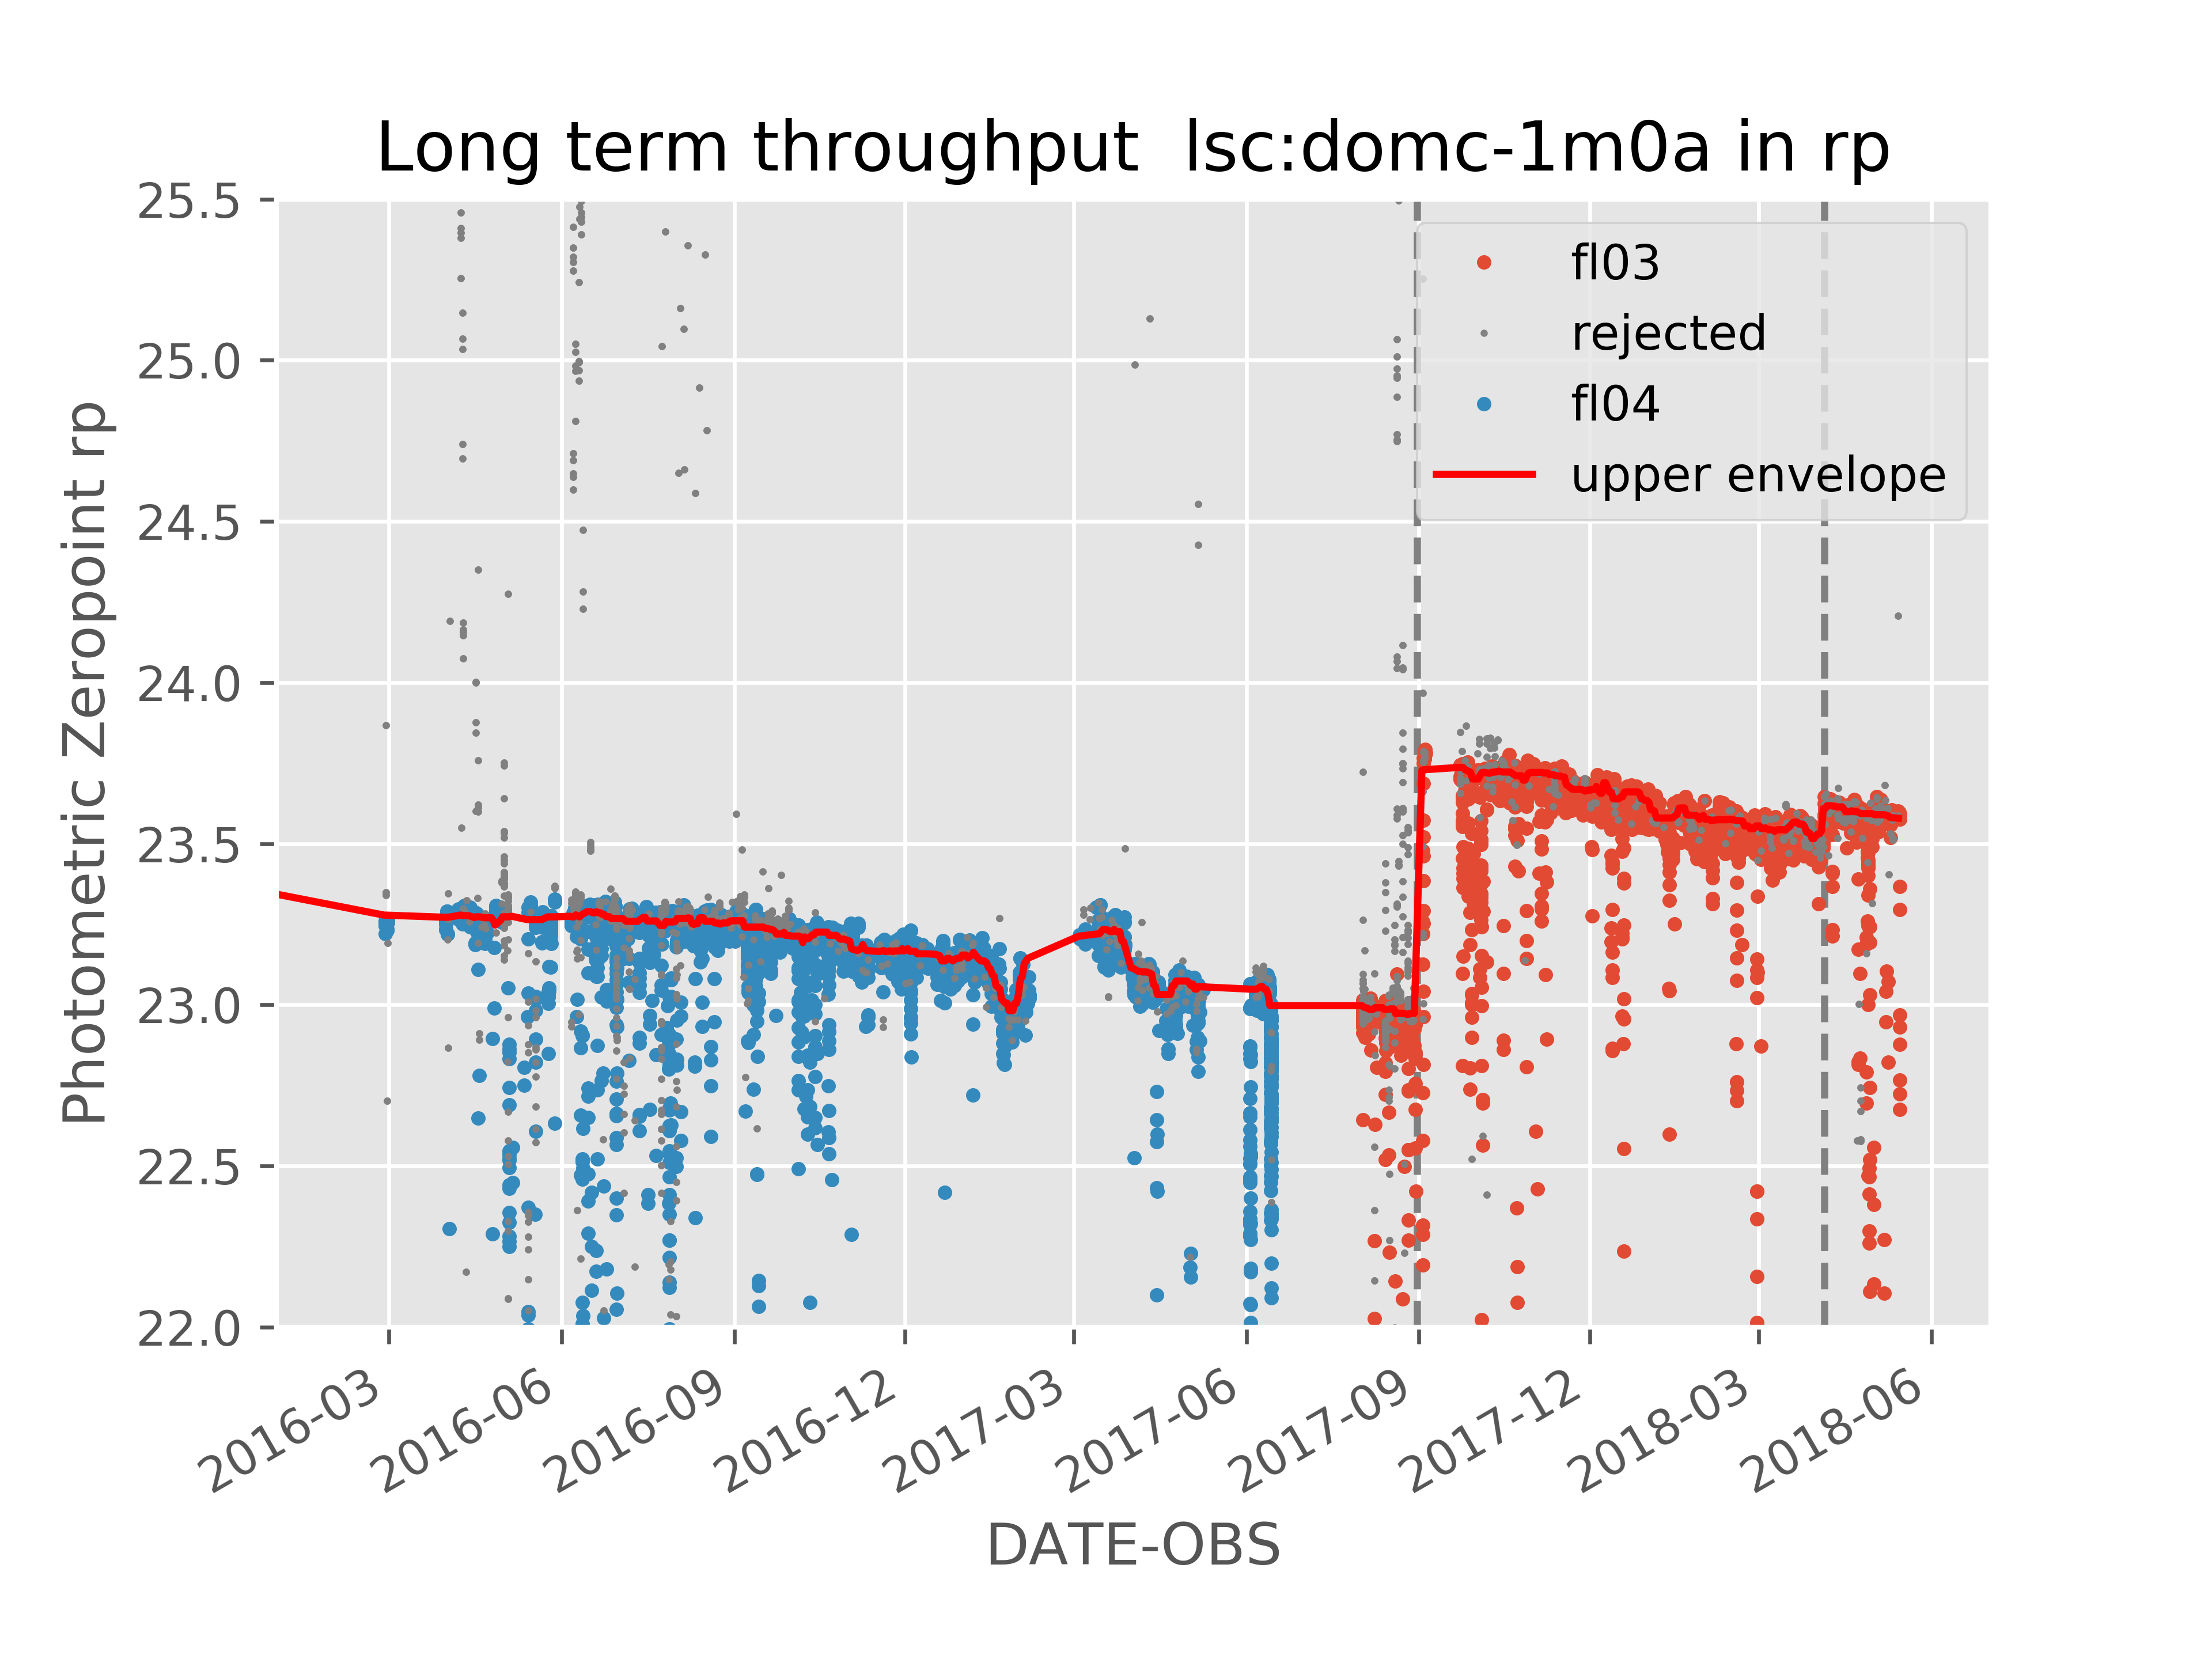 Long term throughput  lsc:domc-1m0a in rp
25.5
25.0
24.5
24.0
23.5
23.0
22.5
22.0
Photometric Zeropoint rp
fl03
rejected
fl04
upper envelope
2016-03
2016-06
2016-09
2016-12
2017-03
2017-06
2017-09
2017-12
2018-03
2018-06
DATE-OBS